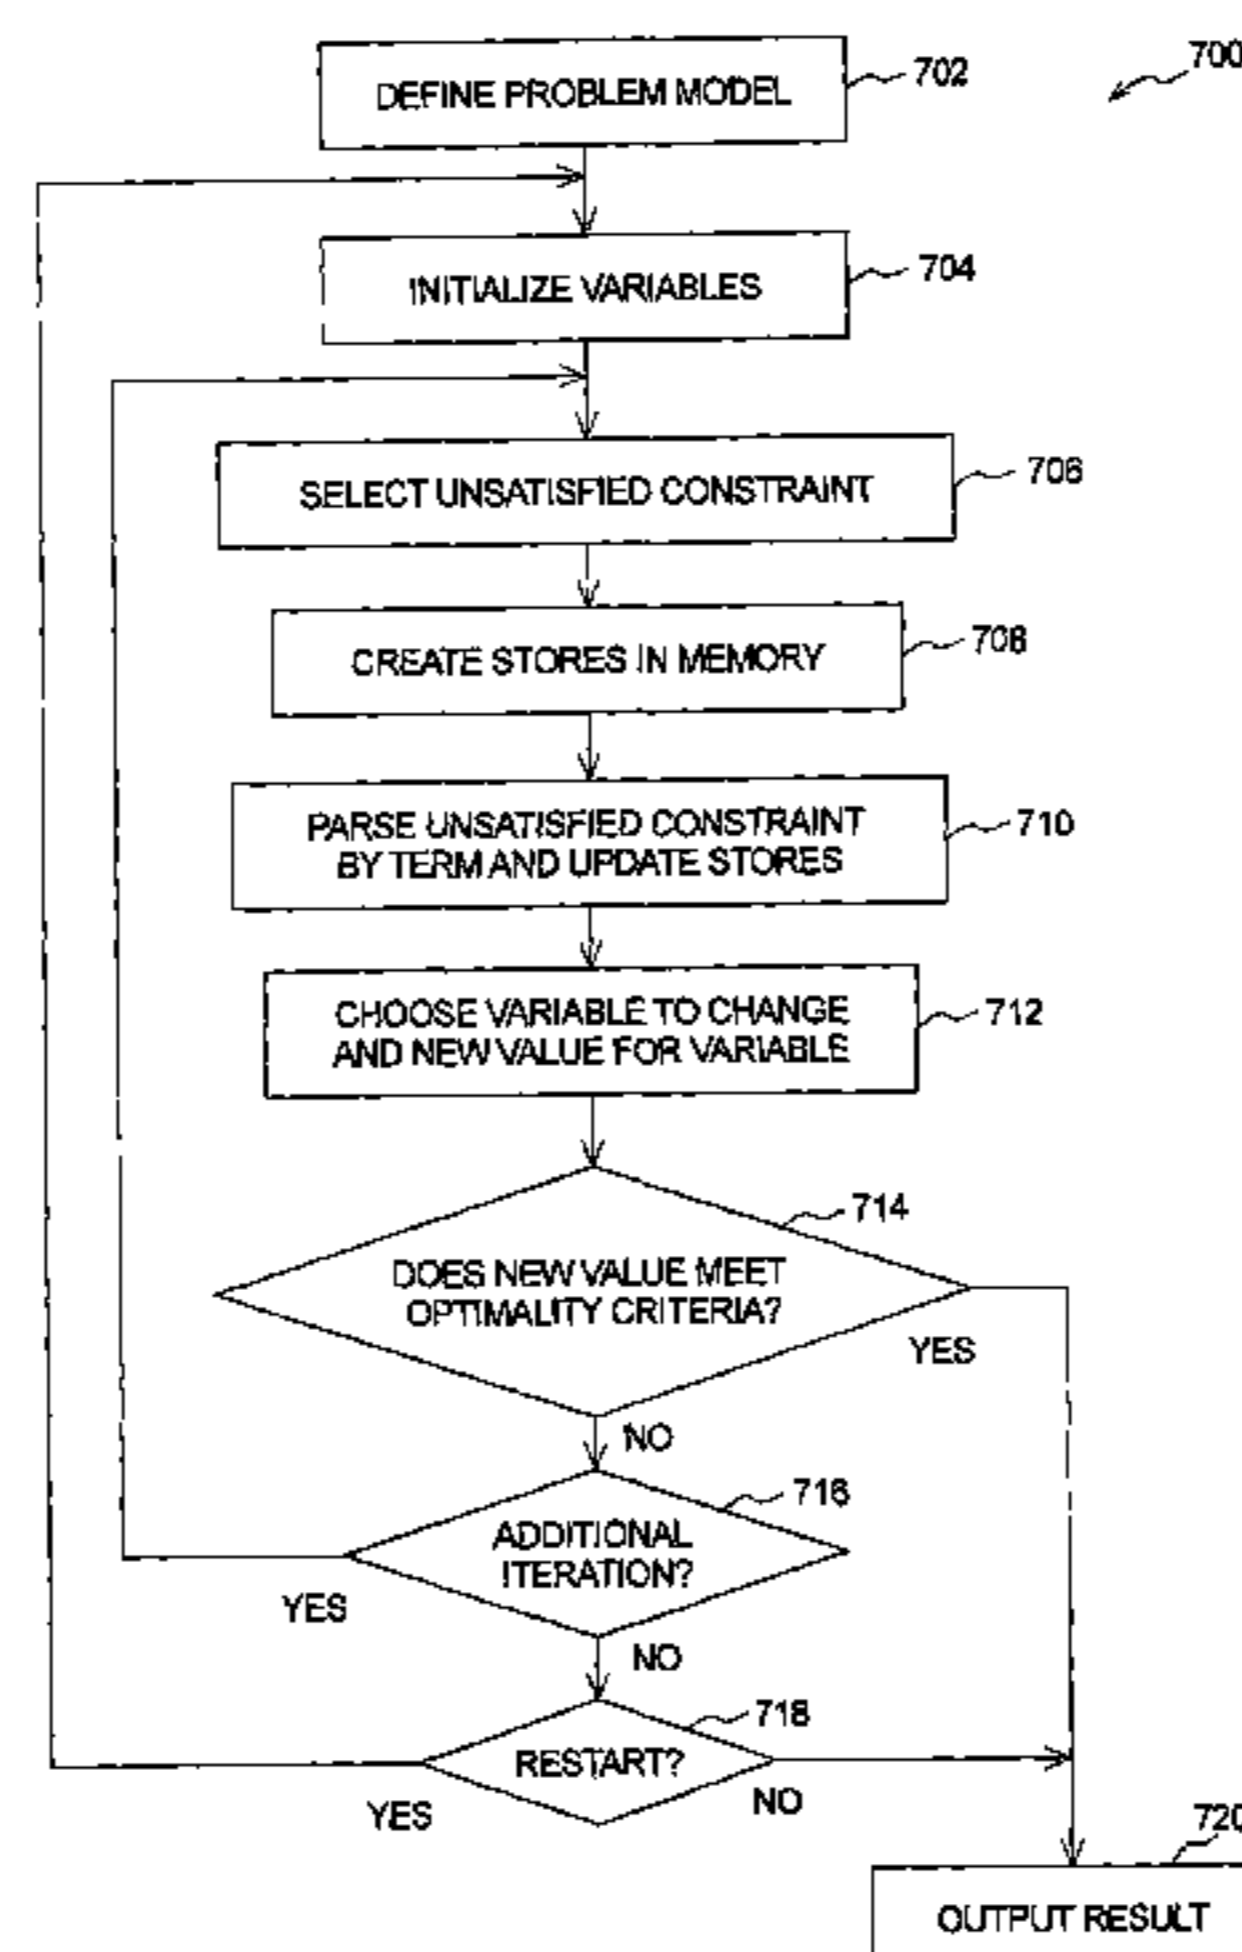 700
DEFINE PROBLEM MODEL
702
INITIALIZE VARIABLES
704
SELECT UNSATISFIED CONSTRAINT
706
CREATE STORES IN MEMORY
708
PARSE UNSATISFIED CONSTRAINT
BY TERM AND UPDATE STORES
710
CHOOSE VARIABLE TO CHANGE
AND NEW VALUE FOR VARIABLE
712
714
DOES NEW VALUE MEET
OPTIMALITY CRITERIA?
YES
NO
716
ADDITIONAL
ITERATION?
YES
NO
718
RESTART?
YES
NO
720
OUTPUT RESULT